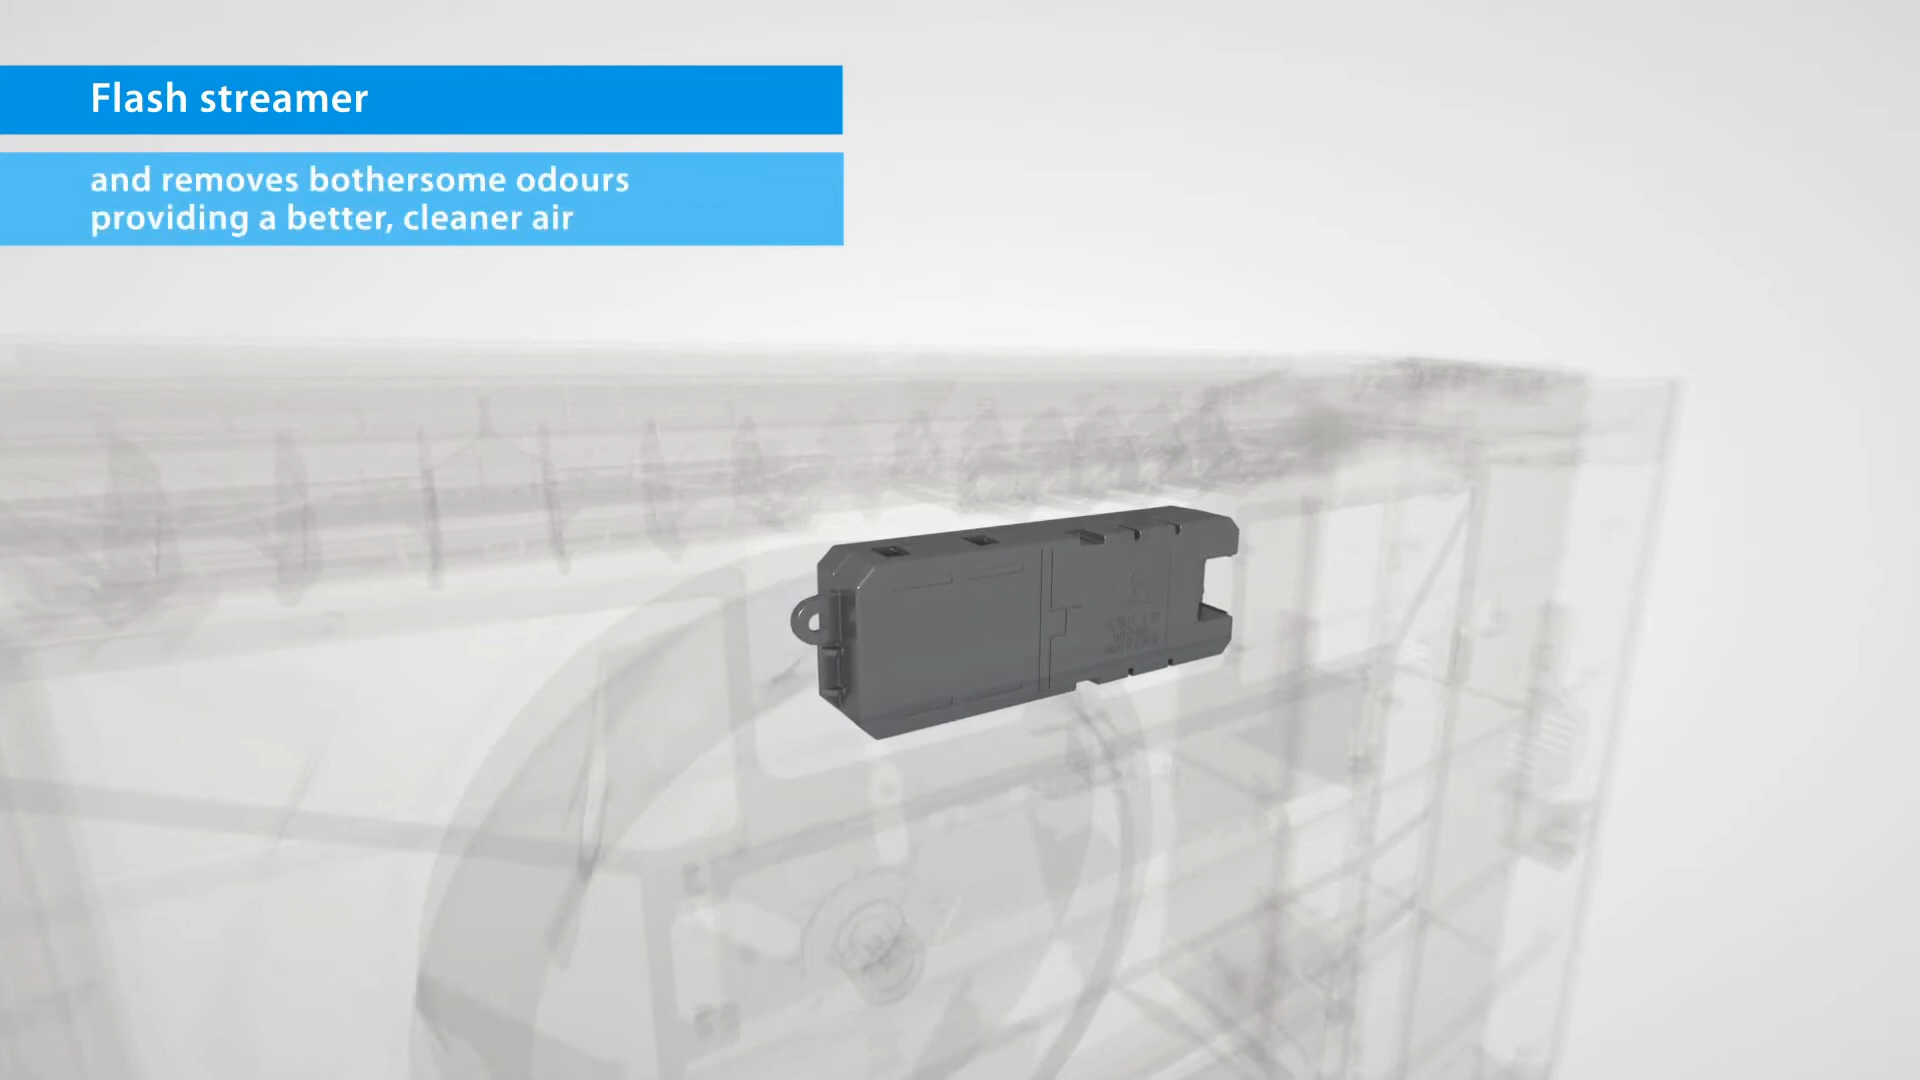 Flash streamer
and removes bothersome odours
providing a better, cleaner air